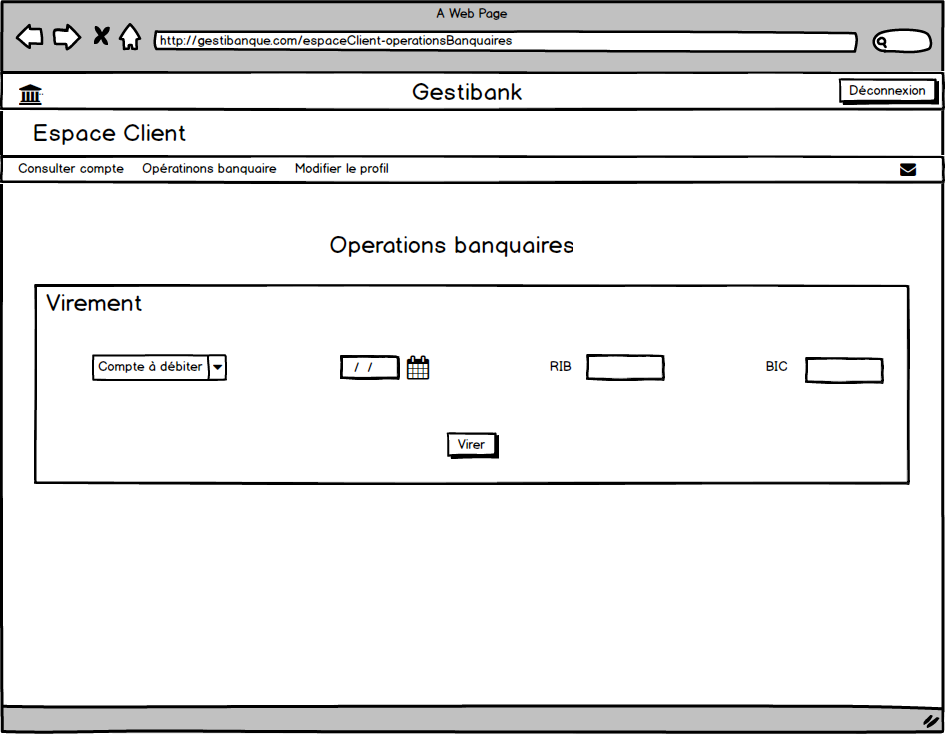 A Web Page
http://gestibanque.com/espaceClient-operationsBanquaires
Gestibank
Déconnexion
Espace Client
Consulter compte Opératinons banquaire Modifier le profil
Operations banquaires
Virement
Compte à débiter / / RIB BIC
Virer